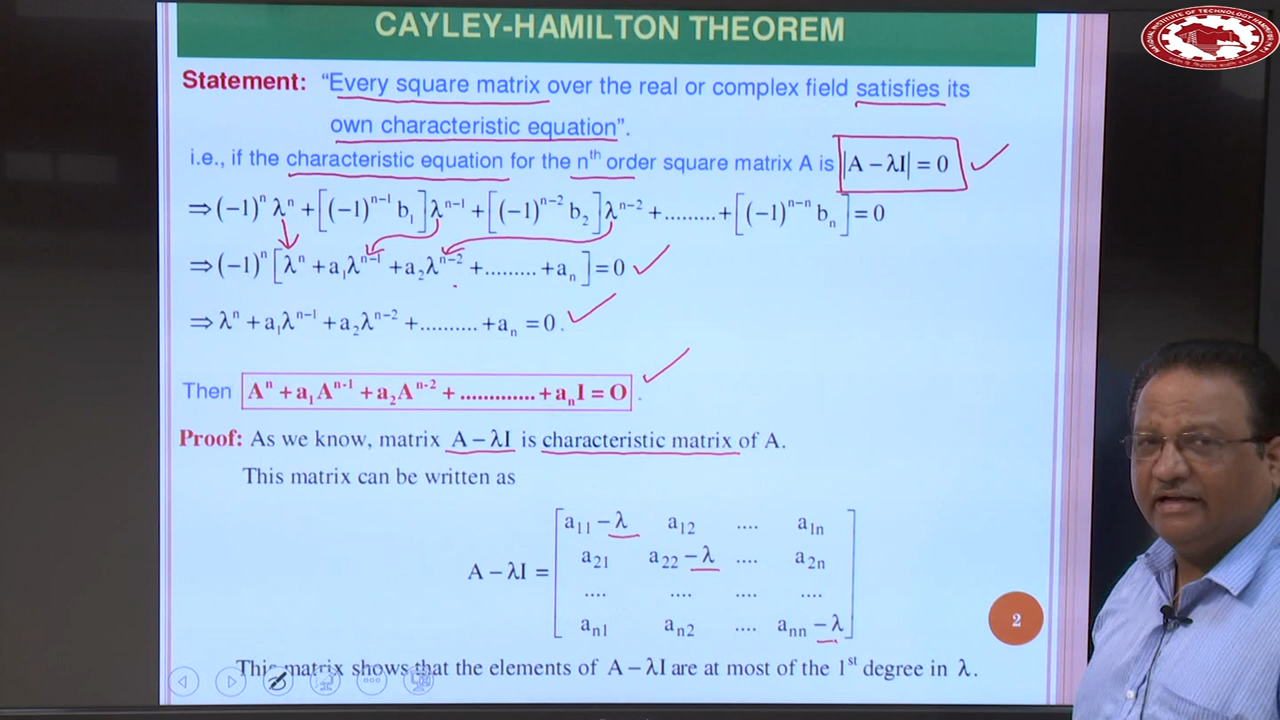 CAYLEY-HAMILTON THEOREM
Statement: “Every square matrix over the real or complex field satisfies its
own characteristic equation”.
i.e., if the characteristic equation for the nth order square matrix A is |A − λI| = 0
⇒ (−1)ⁿ λⁿ + [(−1)ⁿ⁻¹ b₁] λⁿ⁻¹ + [(−1)ⁿ⁻² b₂] λⁿ⁻² + ......... + [(−1)ⁿ⁻ⁿ bₙ] = 0
⇒ (−1)ⁿ [λⁿ + a₁λⁿ⁻¹ + a₂λⁿ⁻² + ......... + aₙ] = 0
⇒ λⁿ + a₁λⁿ⁻¹ + a₂λⁿ⁻² + .......... + aₙ = 0.
Then Aⁿ + a₁Aⁿ⁻¹ + a₂Aⁿ⁻² + ............. + aₙI = O.
Proof: As we know, matrix A − λI is characteristic matrix of A.
This matrix can be written as
A − λI =
a₁₁ − λ a₁₂ .... a₁ₙ
a₂₁ a₂₂ − λ .... a₂ₙ
.... .... .... ....
aₙ₁ aₙ₂ .... aₙₙ − λ
2
This matrix shows that the elements of A − λI are at most of the 1st degree in λ.